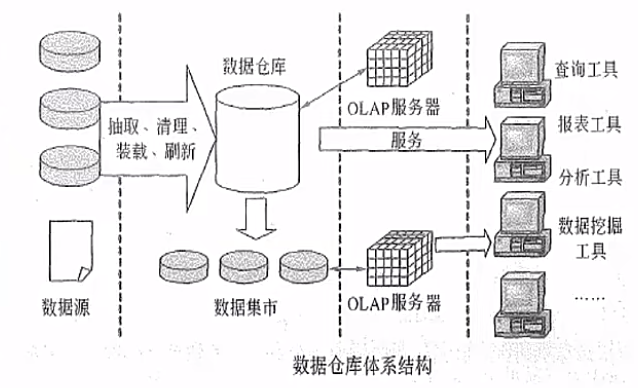 数据仓库
抽取、清理、
装载、刷新
OLAP服务器
服务
查询工具
报表工具
分析工具
数据挖掘
工具
……
数据源
数据集市
OLAP服务器
数据仓库体系结构